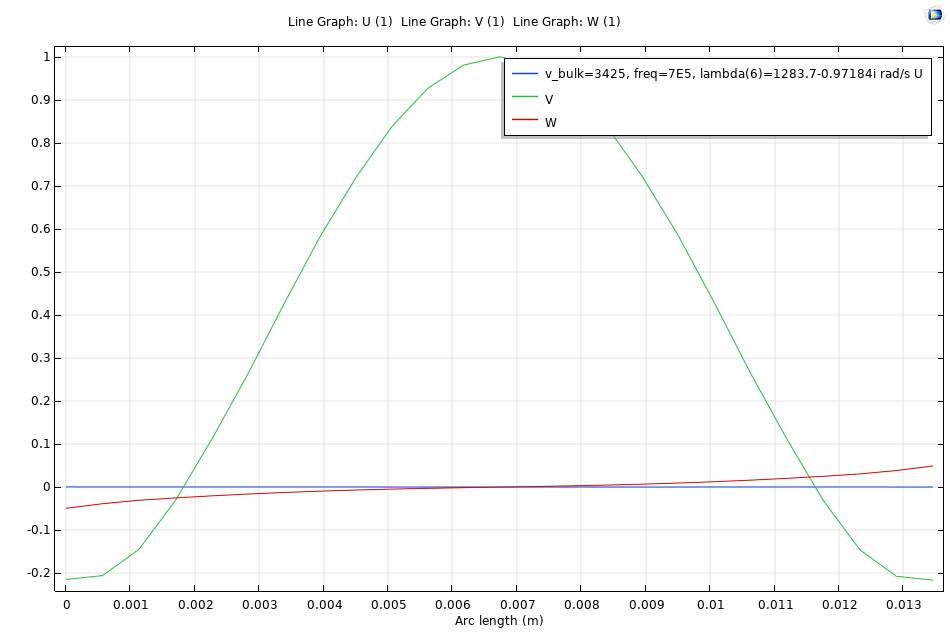 Line Graph: U (1)  Line Graph: V (1)  Line Graph: W (1)
v_bulk=3425, freq=7E5, lambda(6)=1283.7-0.97184i rad/s U
V
W
1
0.9
0.8
0.7
0.6
0.5
0.4
0.3
0.2
0.1
0
-0.1
-0.2
0 0.001 0.002 0.003 0.004 0.005 0.006 0.007 0.008 0.009 0.01 0.011 0.012 0.013
Arc length (m)